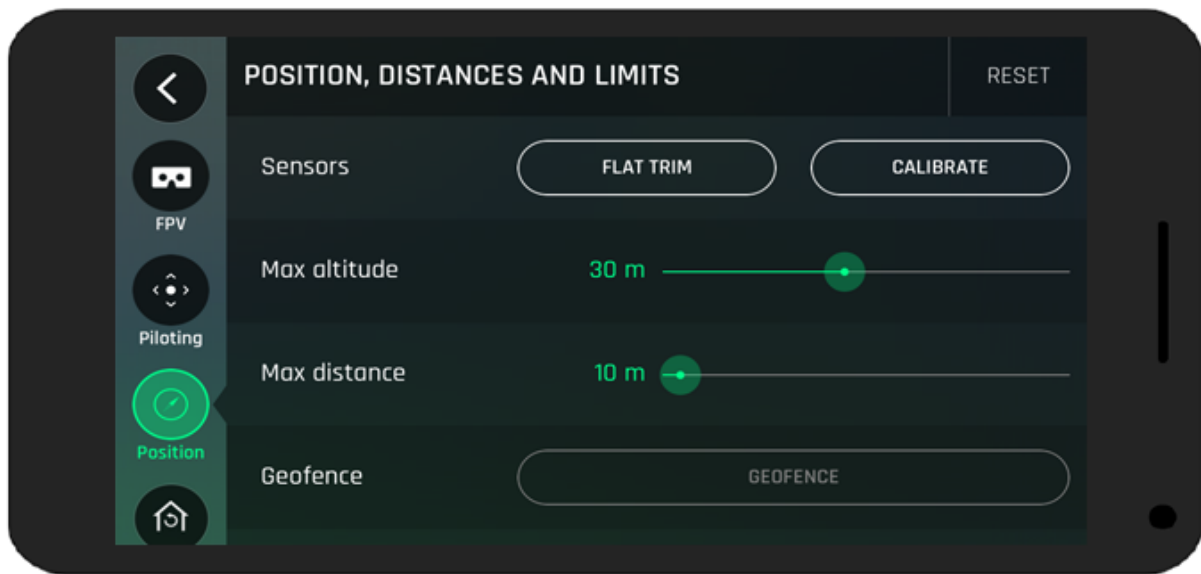 POSITION, DISTANCES AND LIMITS
RESET
Sensors
FLAT TRIM
CALIBRATE
FPV
Max altitude
30 m
Piloting
Max distance
10 m
Position
Geofence
GEOFENCE